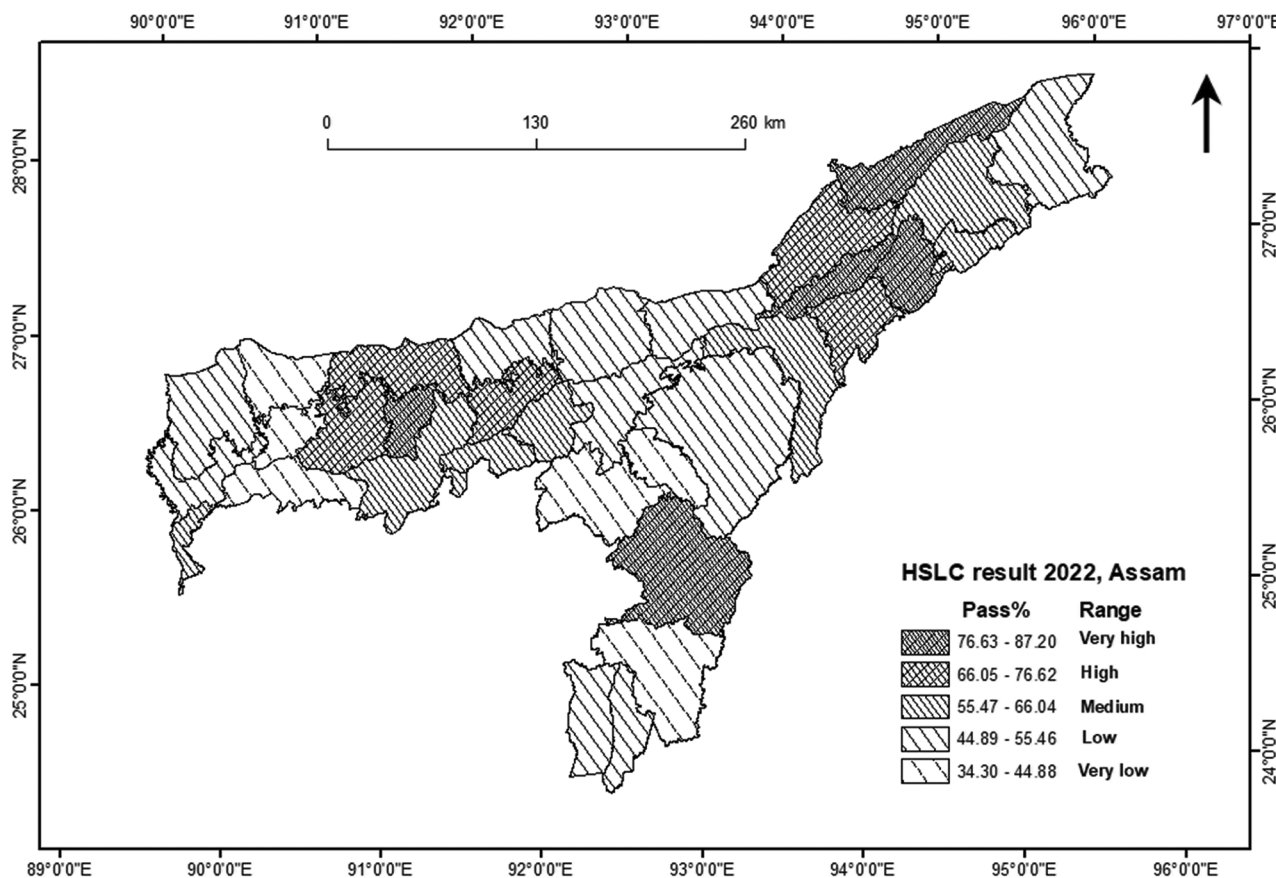 90°0'0"E 91°0'0"E 92°0'0"E 93°0'0"E 94°0'0"E 95°0'0"E 96°0'0"E 97°0'0"E
0 130 260 km
28°0'0"N
27°0'0"N
27°0'0"N
26°0'0"N
26°0'0"N
25°0'0"N
25°0'0"N
24°0'0"N
HSLC result 2022, Assam
Pass% Range
76.63 - 87.20 Very high
66.05 - 76.62 High
55.47 - 66.04 Medium
44.89 - 55.46 Low
34.30 - 44.88 Very low
89°0'0"E 90°0'0"E 91°0'0"E 92°0'0"E 93°0'0"E 94°0'0"E 95°0'0"E 96°0'0"E